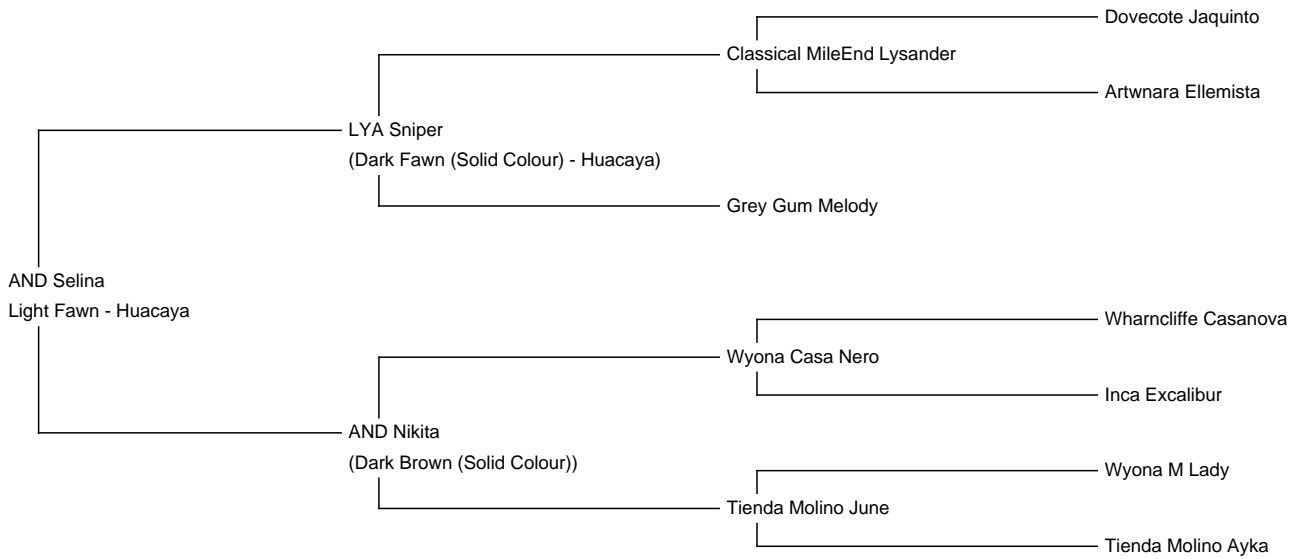 Dovecote Jaquinto
Classical MileEnd Lysander
Artwnara Ellemista
LYA Sniper
(Dark Fawn (Solid Colour) - Huacaya)
Grey Gum Melody
AND Selina
Light Fawn - Huacaya
Wharncliffe Casanova
Wyona Casa Nero
Inca Excalibur
AND Nikita
(Dark Brown (Solid Colour))
Wyona M Lady
Tienda Molino June
Tienda Molino Ayka